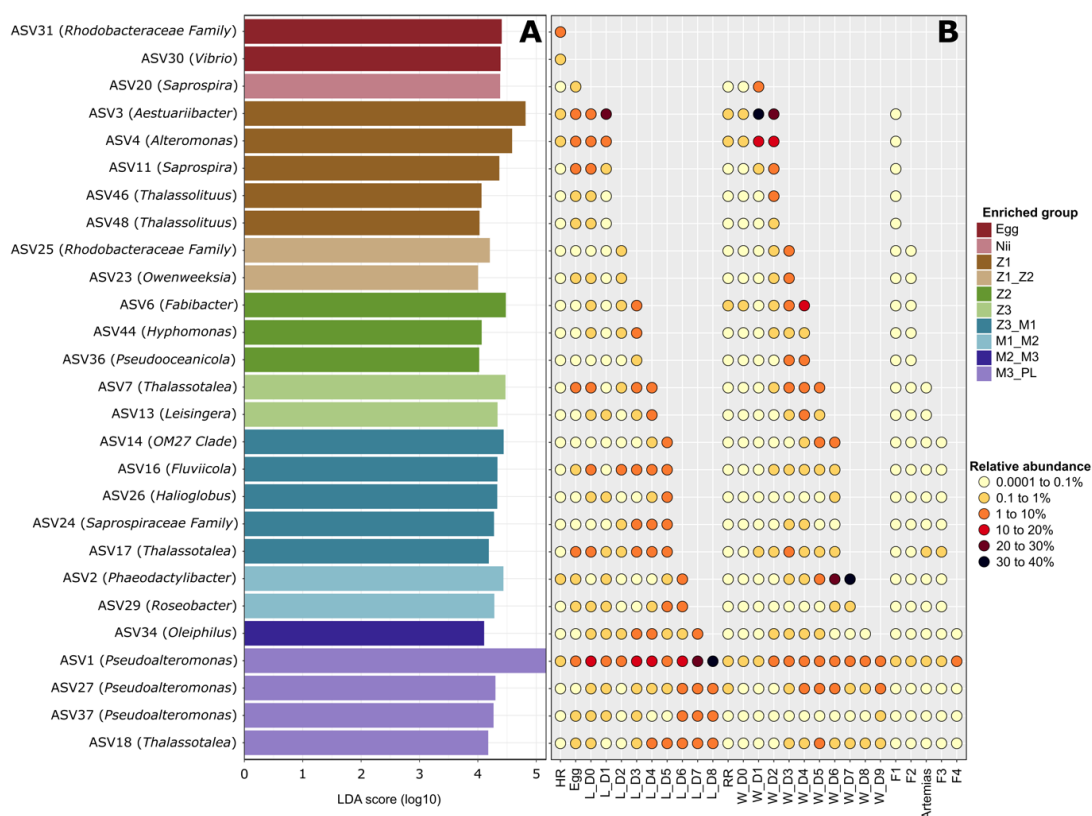 A
B
ASV31 (Rhodobacteraceae Family)
ASV30 (Vibrio)
ASV20 (Saprospira)
ASV3 (Aestuariibacter)
ASV4 (Alteromonas)
ASV11 (Saprospira)
ASV46 (Thalassolituus)
ASV48 (Thalassolituus)
ASV25 (Rhodobacteraceae Family)
ASV23 (Owenweeksia)
ASV6 (Fabibacter)
ASV44 (Hyphomonas)
ASV36 (Pseudooceanicola)
ASV7 (Thalassotalea)
ASV13 (Leisingera)
ASV14 (OM27 Clade)
ASV16 (Fluviicola)
ASV26 (Halioglobus)
ASV24 (Saprospiraceae Family)
ASV17 (Thalassotalea)
ASV2 (Phaeodactylibacter)
ASV29 (Roseobacter)
ASV34 (Oleiphilus)
ASV1 (Pseudoalteromonas)
ASV27 (Pseudoalteromonas)
ASV37 (Pseudoalteromonas)
ASV18 (Thalassotalea)
0 1 2 3 4 5
LDA score (log10)
HR
Egg
L_D0
L_D1
L_D2
L_D3
L_D4
L_D5
L_D6
L_D7
L_D8
RR
W_D0
W_D1
W_D2
W_D3
W_D4
W_D5
W_D6
W_D7
W_D8
W_D9
F1
F2
Artemias
F3
F4
Enriched group
Egg
Nii
Z1
Z1_Z2
Z2
Z3
Z3_M1
M1_M2
M2_M3
M3_PL
Relative abundance
0.0001 to 0.1%
0.1 to 1%
1 to 10%
10 to 20%
20 to 30%
30 to 40%